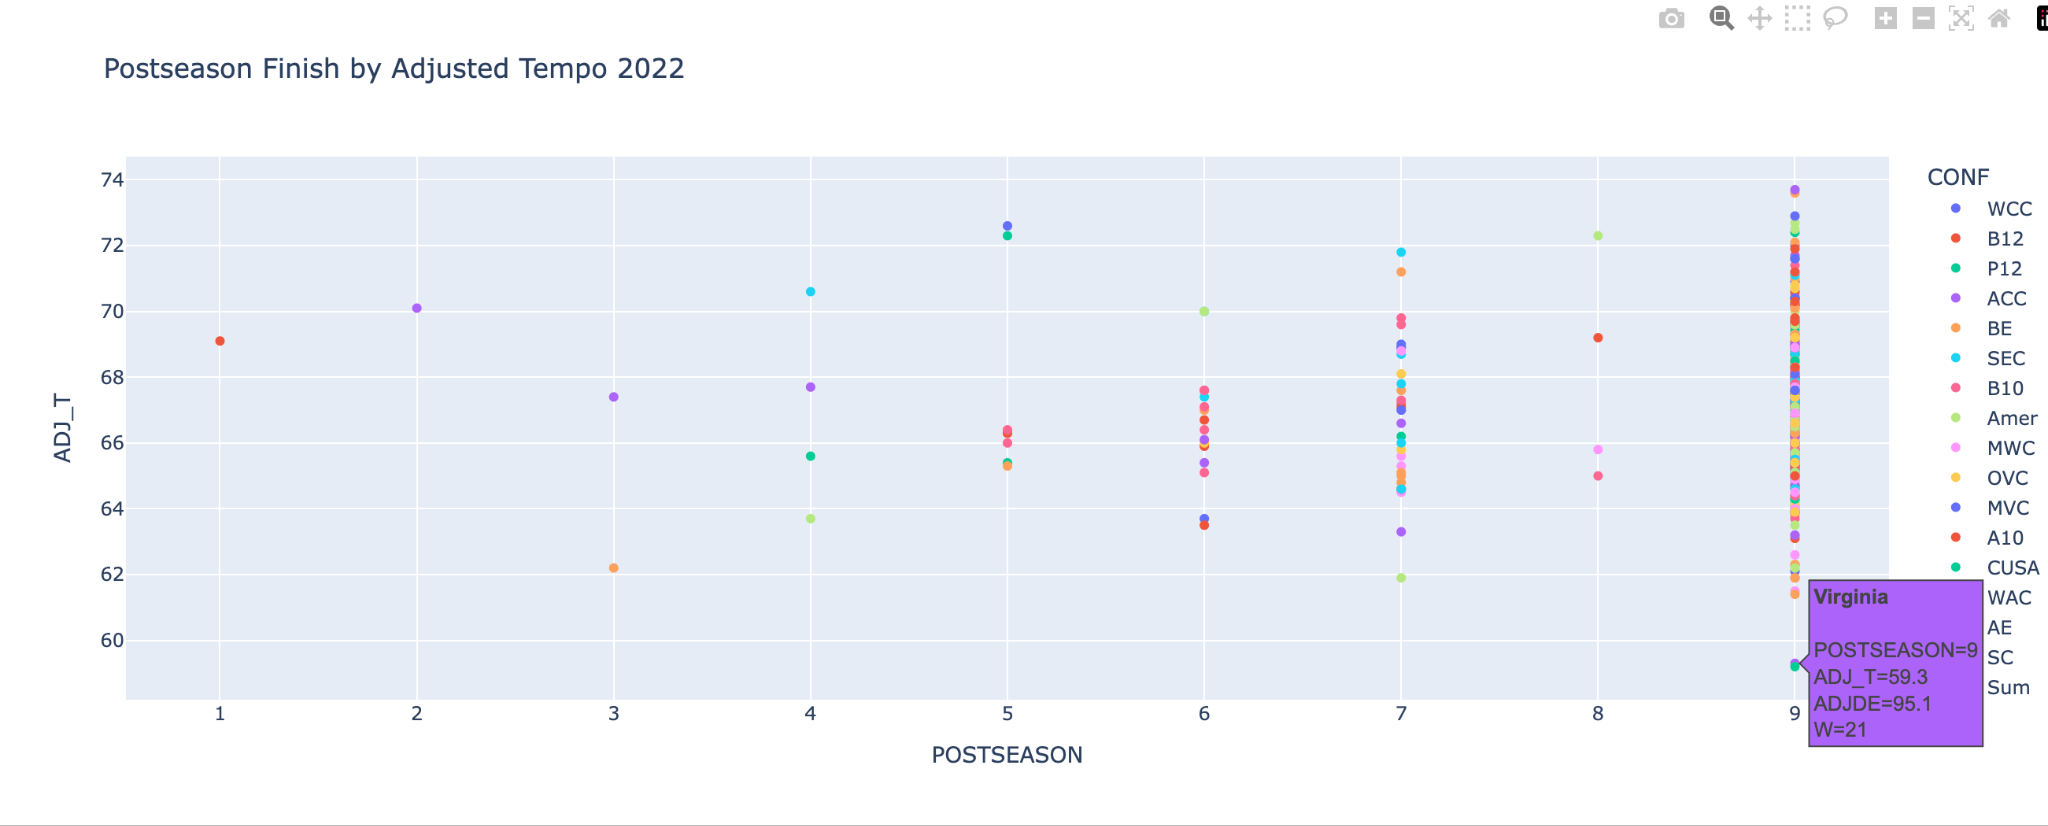 Postseason Finish by Adjusted Tempo 2022
74
72
70
68
66
64
62
60
ADJ_T
1 2 3 4 5 6 7 8 9
POSTSEASON
CONF
WCC
B12
P12
ACC
BE
SEC
B10
Amer
MWC
OVC
MVC
A10
CUSA
WAC
AE
SC
Sum
Virginia
POSTSEASON=9
ADJ_T=59.3
ADJDE=95.1
W=21